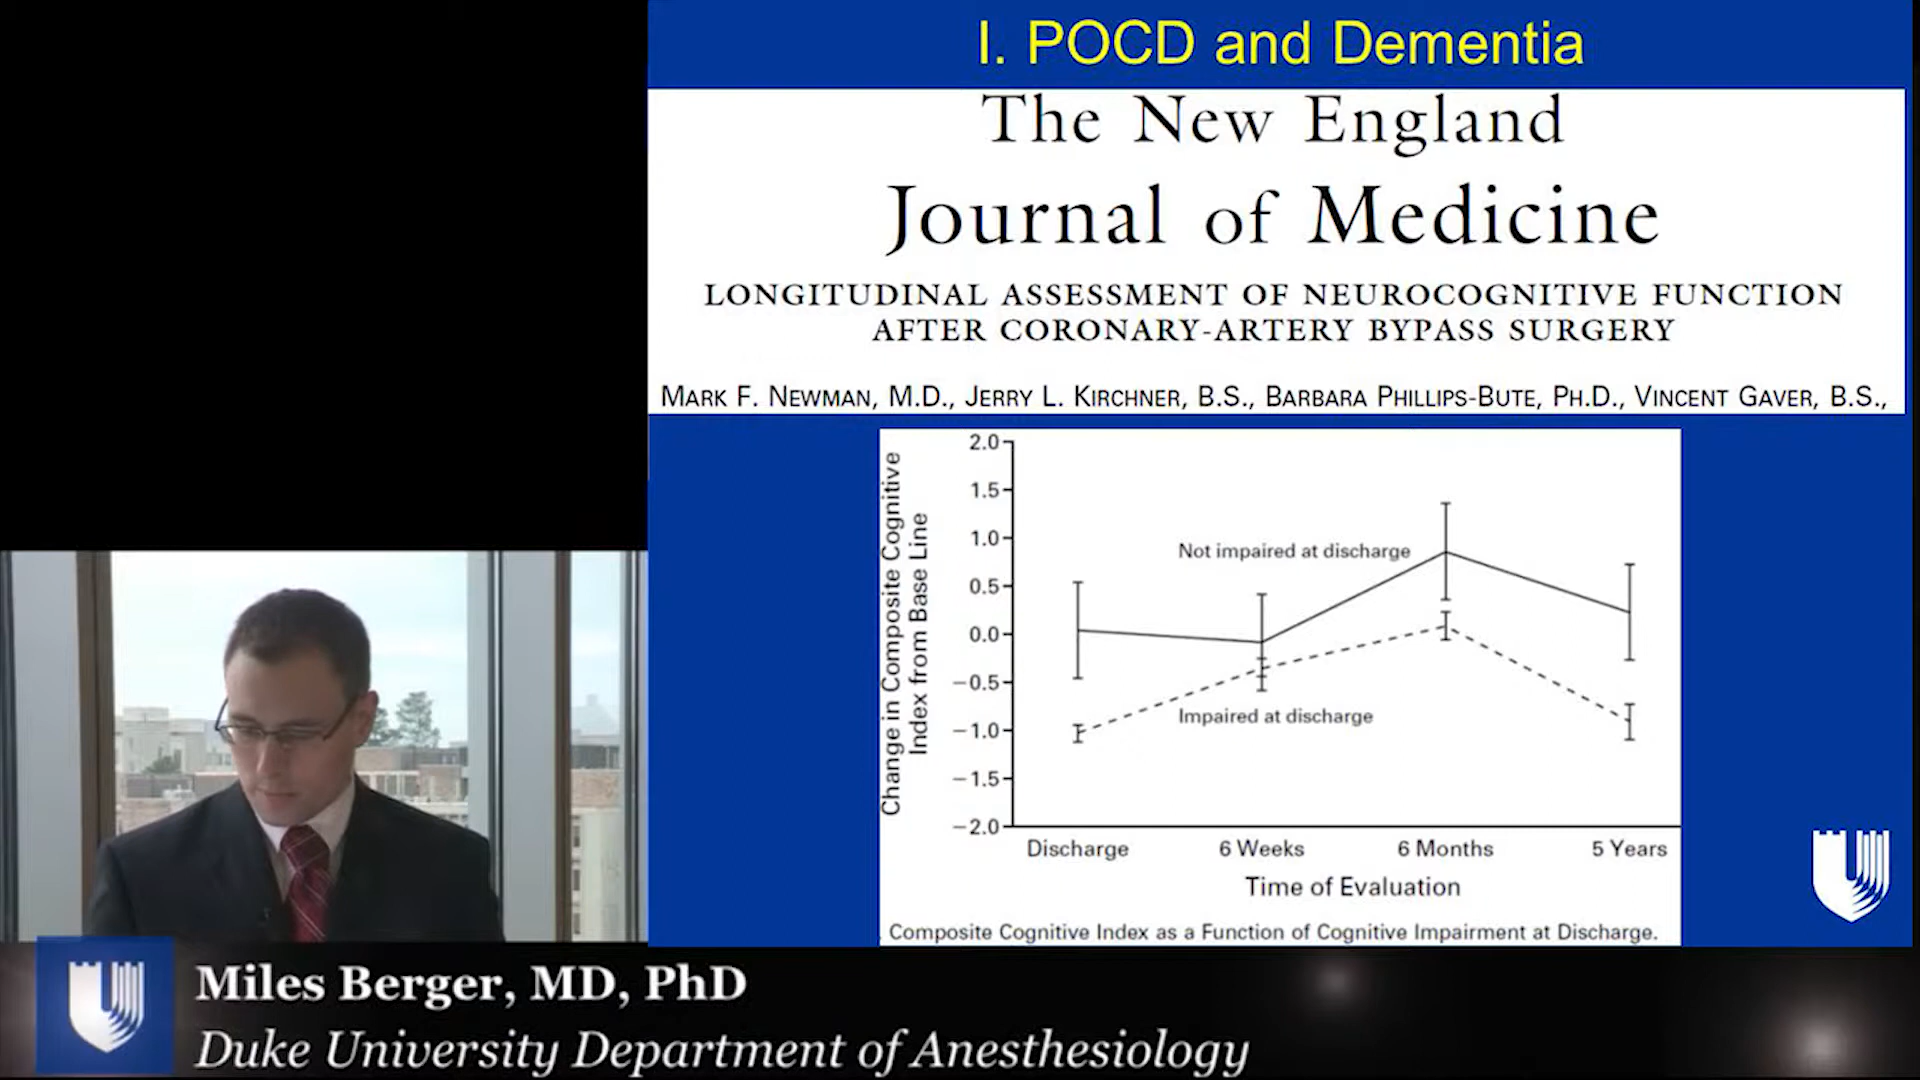 I. POCD and Dementia
The New England
Journal of Medicine
LONGITUDINAL ASSESSMENT OF NEUROCOGNITIVE FUNCTION
AFTER CORONARY-ARTERY BYPASS SURGERY
MARK F. NEWMAN, M.D., JERRY L. KIRCHNER, B.S., BARBARA PHILLIPS-BUTE, PH.D., VINCENT GAVER, B.S.,
Change in Composite Cognitive
Index from Base Line
2.0
1.5
1.0
0.5
0.0
−0.5
−1.0
−1.5
−2.0
Not impaired at discharge
Impaired at discharge
Discharge 6 Weeks 6 Months 5 Years
Time of Evaluation
Composite Cognitive Index as a Function of Cognitive Impairment at Discharge.
Miles Berger, MD, PhD
Duke University Department of Anesthesiology